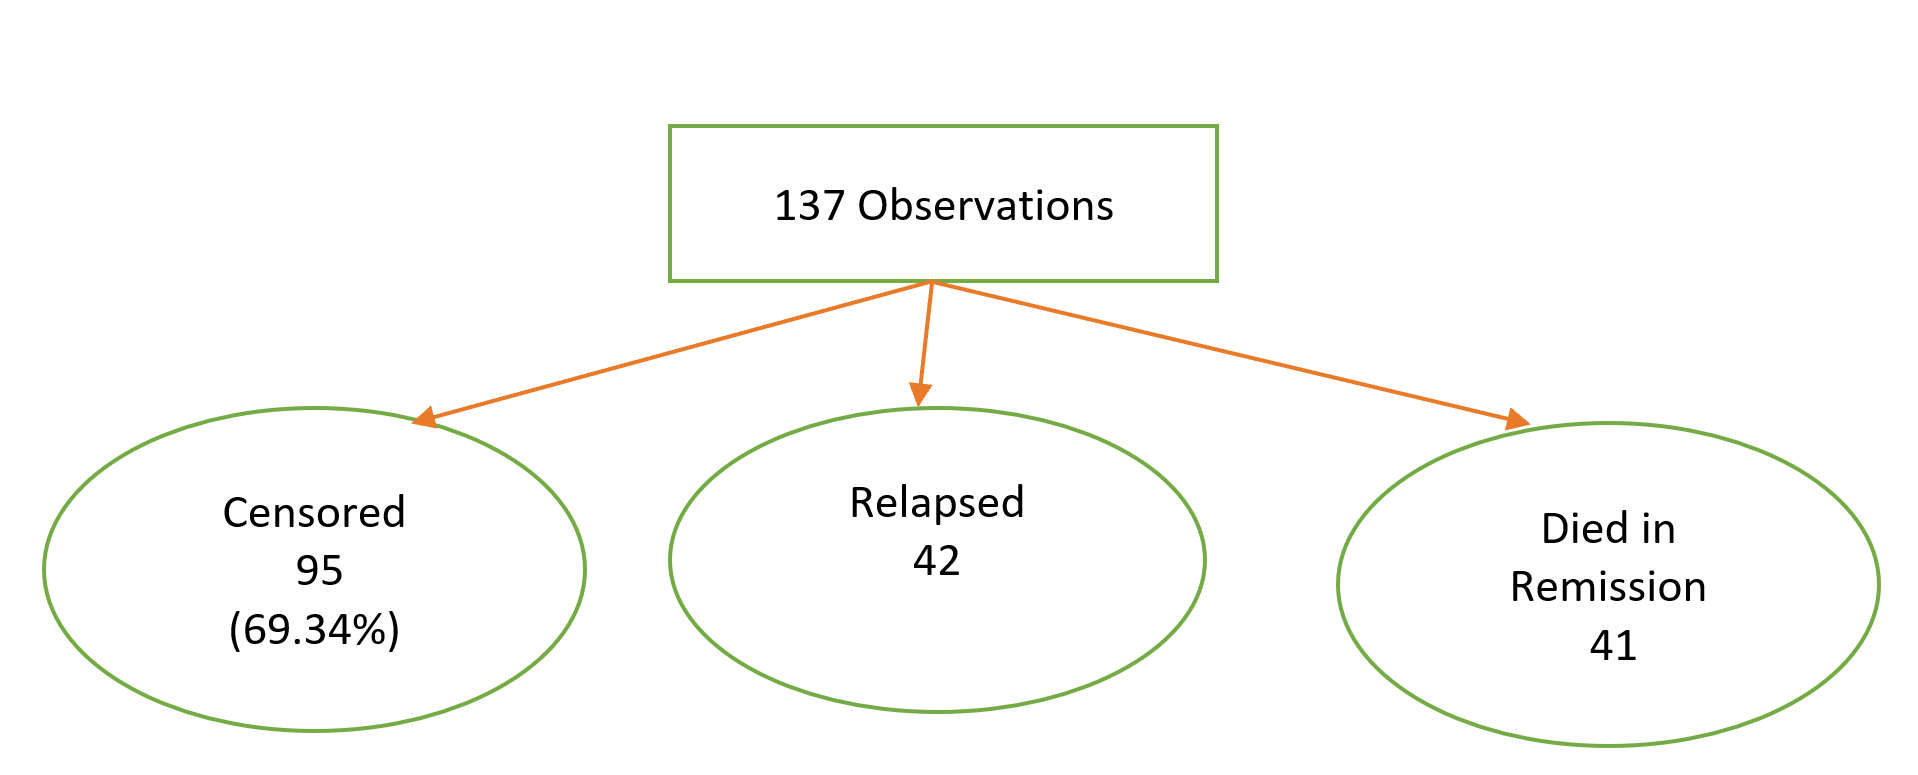 137 Observations
Censored
95
(69.34%)
Relapsed
42
Died in
Remission
41